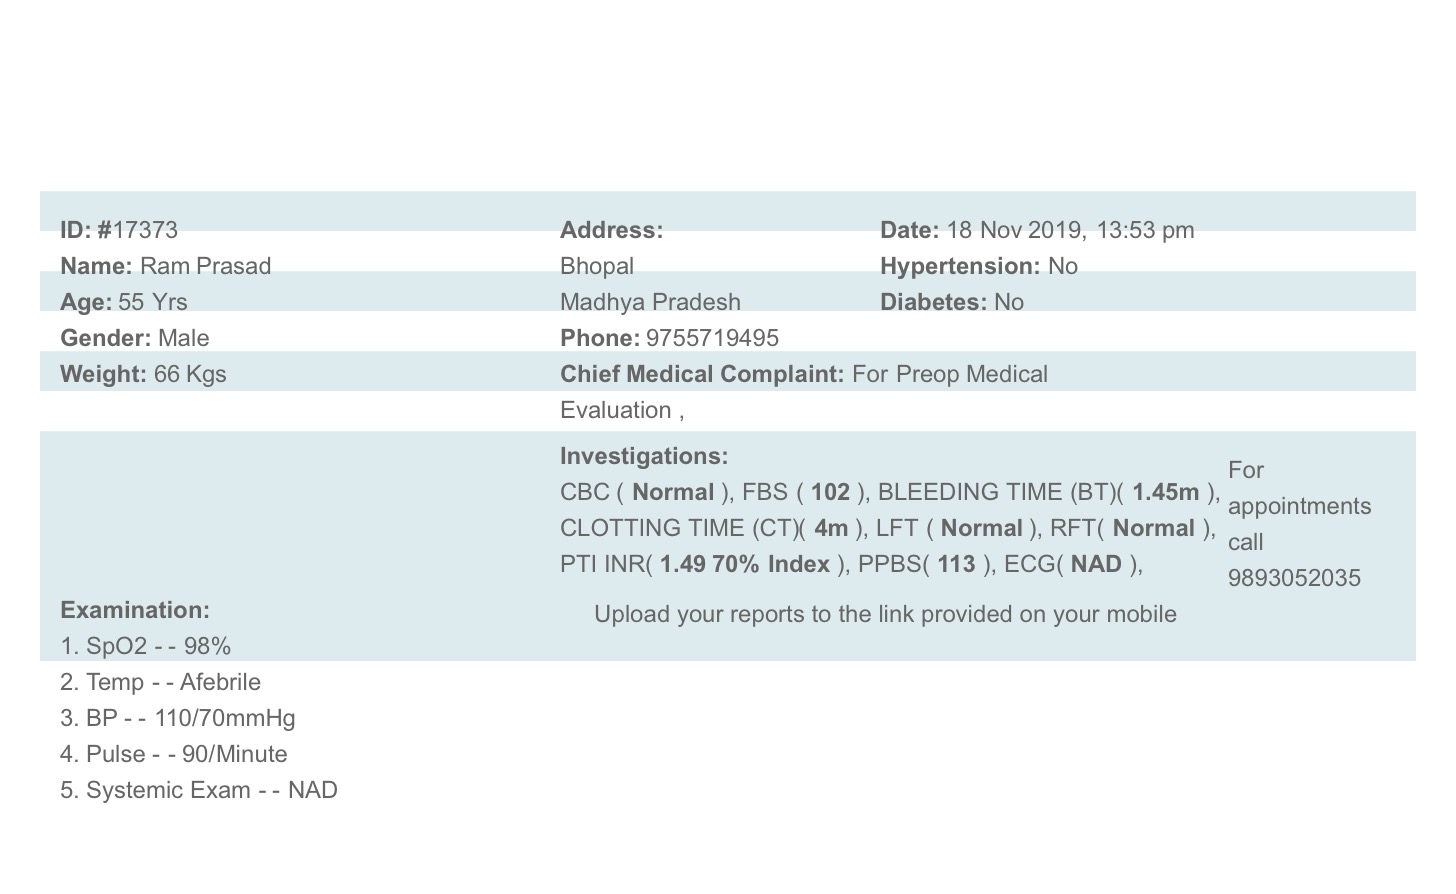 ID: #17373
Name: Ram Prasad
Age: 55 Yrs
Gender: Male
Weight: 66 Kgs
Address:
Bhopal
Madhya Pradesh
Phone: 9755719495
Date: 18 Nov 2019, 13:53 pm
Hypertension: No
Diabetes: No
Chief Medical Complaint: For Preop Medical
Evaluation ,
Investigations:
CBC ( Normal ), FBS ( 102 ), BLEEDING TIME (BT)( 1.45m ),
CLOTTING TIME (CT)( 4m ), LFT ( Normal ), RFT( Normal ),
PTI INR( 1.49 70% Index ), PPBS( 113 ), ECG( NAD ),
For
appointments
call
9893052035
Upload your reports to the link provided on your mobile
Examination:
1. SpO2 - - 98%
2. Temp - - Afebrile
3. BP - - 110/70mmHg
4. Pulse - - 90/Minute
5. Systemic Exam - - NAD